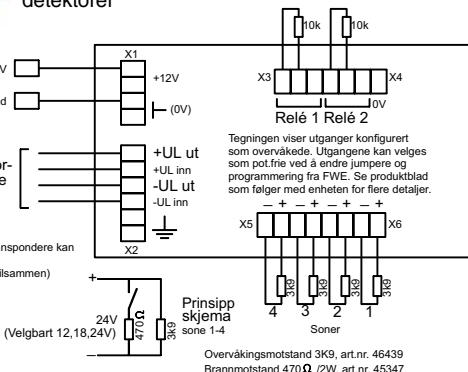 detektorer
10k
10k
X1
V
+12V
X3
X4
d
(0V)
0V
Relé 1 Relé 2
Tegningen viser utganger konfigurert
som overvåkede. Utgangene kan velges
som pot.frie ved å endre jumpere og
programmering fra FWE. Se produktblad
som følger med enheten for flere detaljer.
+UL ut
+UL inn
-UL ut
-UL inn
or-
e
X2
– + – + – + – +
X5
X6
nspondere kan
ilsammen)
3k9
3k9
3k9
3k9
4 3 2 1
Soner
+
–
24V
(Velgbart 12,18,24V)
470Ω
3k9
Prinsipp
skjema
sone 1-4
Overvåkingsmotstand 3K9, art.nr. 46439
Brannmotstand 470Ω /2W, art.nr. 45347